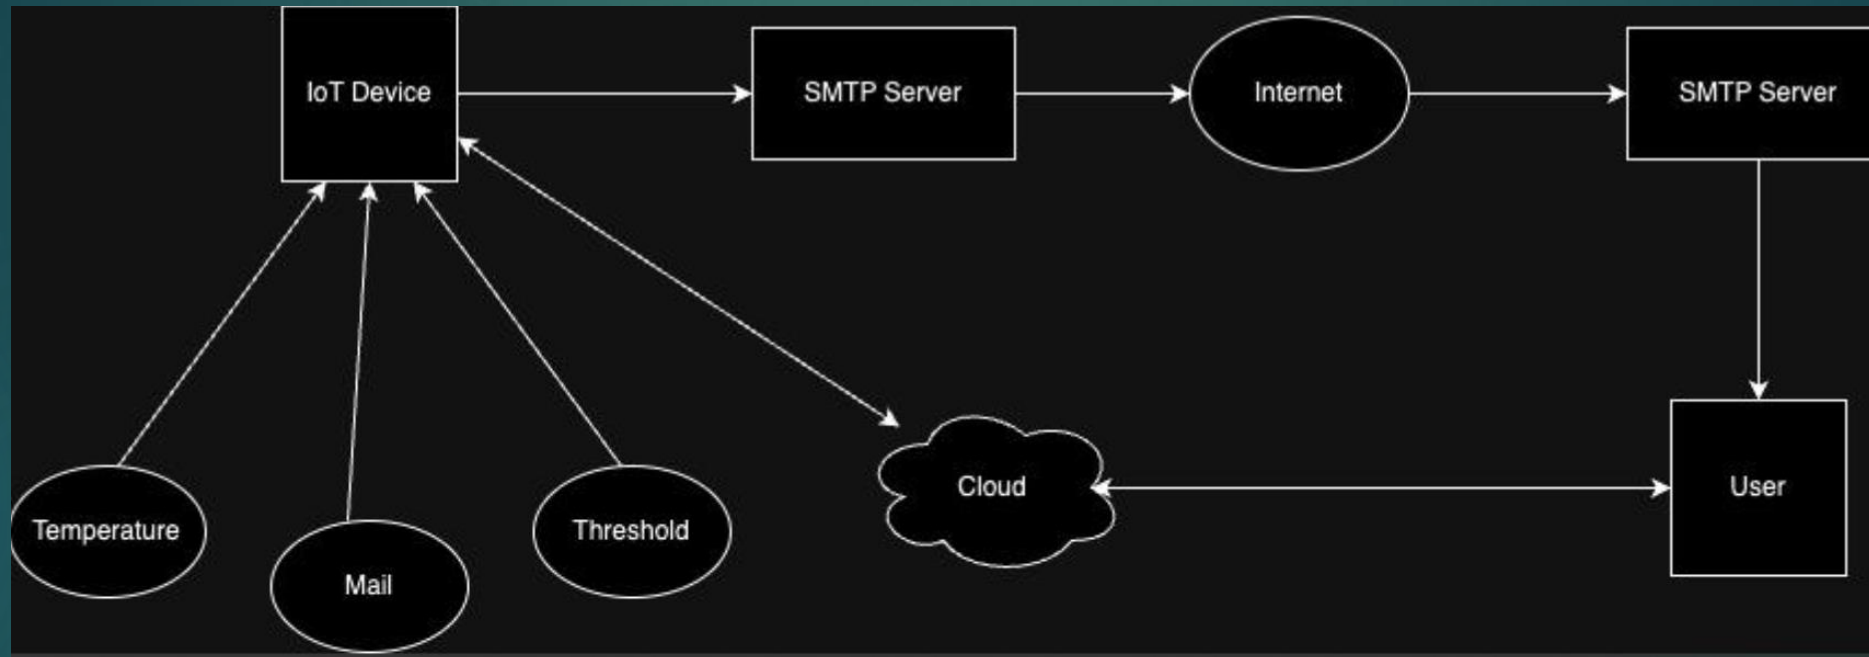 IoT Device
SMTP Server
Internet
SMTP Server
Temperature
Mail
Threshold
Cloud
User